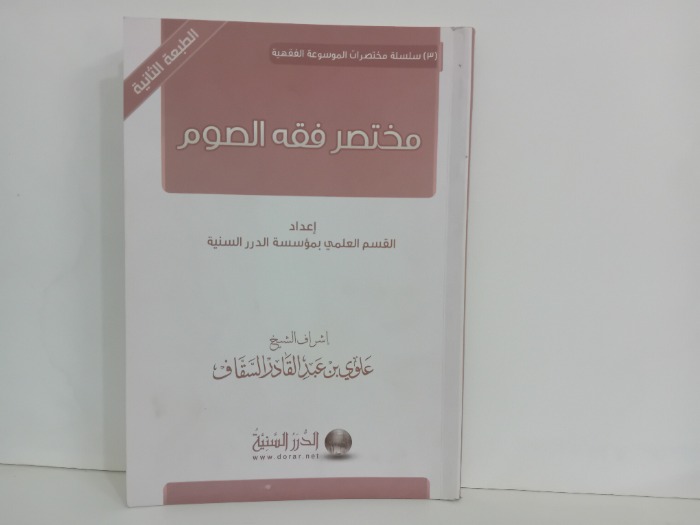 (٣) سلسلة مختصرات الموسوعة الفقهية
الطبعة الثانية
مختصر فقه الصوم
إعداد
القسم العلمي بمؤسسة الدرر السنية
إشراف الشيخ
علوي بن عبد القادر السقاف
الدرر السنية
www.dorar.net